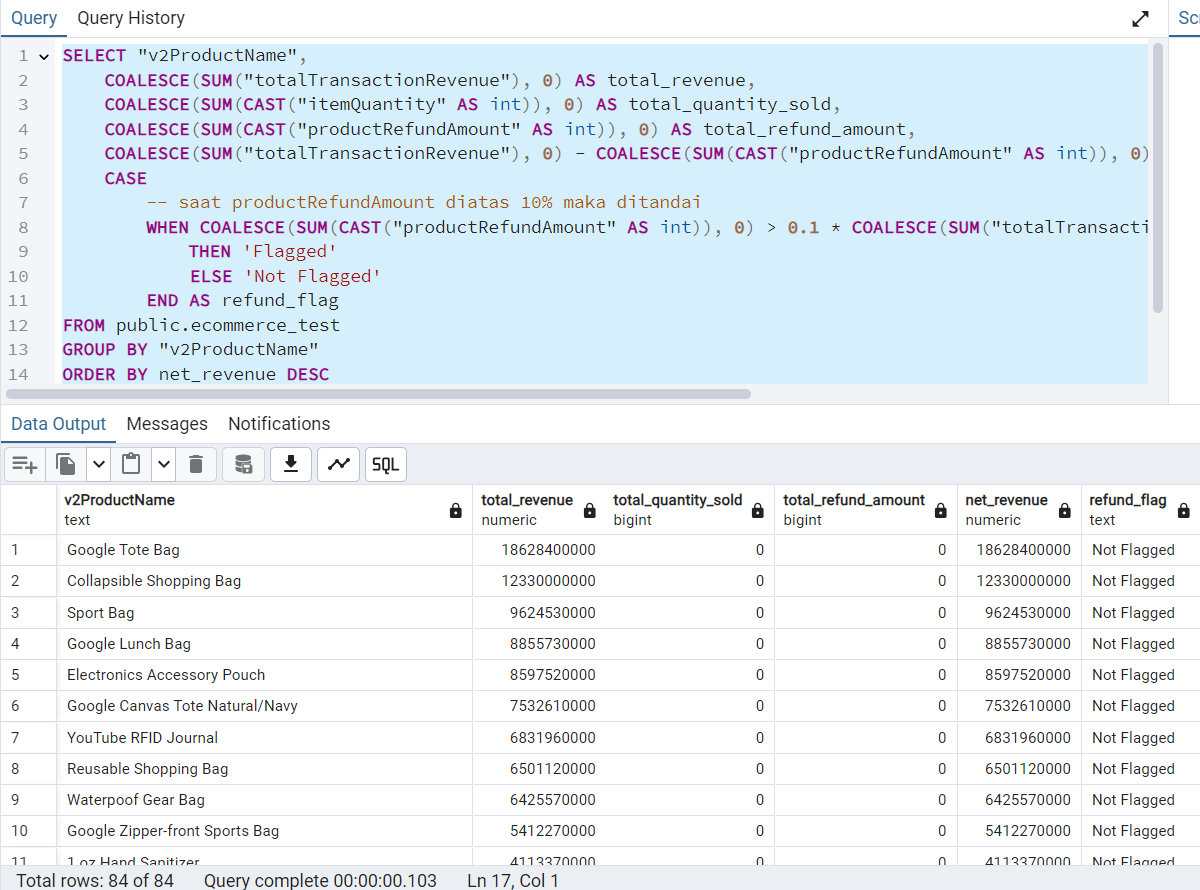 Query Query History Sc
1 SELECT "v2ProductName",
2 COALESCE(SUM("totalTransactionRevenue"), 0) AS total_revenue,
3 COALESCE(SUM(CAST("itemQuantity" AS int)), 0) AS total_quantity_sold,
4 COALESCE(SUM(CAST("productRefundAmount" AS int)), 0) AS total_refund_amount,
5 COALESCE(SUM("totalTransactionRevenue"), 0) - COALESCE(SUM(CAST("productRefundAmount" AS int)), 0)
6 CASE
7 -- saat productRefundAmount diatas 10% maka ditandai
8 WHEN COALESCE(SUM(CAST("productRefundAmount" AS int)), 0) > 0.1 * COALESCE(SUM("totalTransacti
9 THEN 'Flagged'
10 ELSE 'Not Flagged'
11 END AS refund_flag
12 FROM public.ecommerce_test
13 GROUP BY "v2ProductName"
14 ORDER BY net_revenue DESC
Data Output Messages Notifications
SQL
v2ProductName total_revenue total_quantity_sold total_refund_amount net_revenue refund_flag
text numeric bigint bigint numeric text
1 Google Tote Bag 18628400000 0 0 18628400000 Not Flagged
2 Collapsible Shopping Bag 12330000000 0 0 12330000000 Not Flagged
3 Sport Bag 9624530000 0 0 9624530000 Not Flagged
4 Google Lunch Bag 8855730000 0 0 8855730000 Not Flagged
5 Electronics Accessory Pouch 8597520000 0 0 8597520000 Not Flagged
6 Google Canvas Tote Natural/Navy 7532610000 0 0 7532610000 Not Flagged
7 YouTube RFID Journal 6831960000 0 0 6831960000 Not Flagged
8 Reusable Shopping Bag 6501120000 0 0 6501120000 Not Flagged
9 Waterpoof Gear Bag 6425570000 0 0 6425570000 Not Flagged
10 Google Zipper-front Sports Bag 5412270000 0 0 5412270000 Not Flagged
11 1 oz Hand Sanitizer 4113370000 0 0 4113370000 Not Flagged
Total rows: 84 of 84 Query complete 00:00:00.103 Ln 17, Col 1